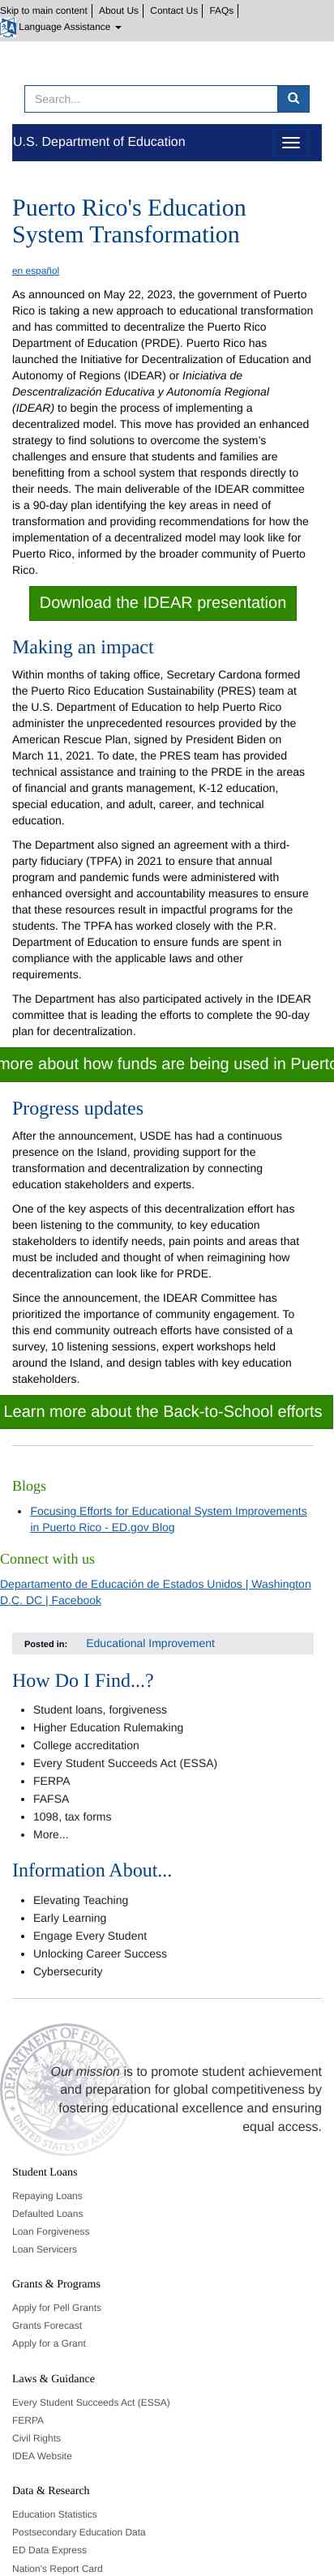 Skip to main content | About Us | Contact Us | FAQs |
Language Assistance
Search...
U.S. Department of Education
Puerto Rico's Education
System Transformation
en español
As announced on May 22, 2023, the government of Puerto
Rico is taking a new approach to educational transformation
and has committed to decentralize the Puerto Rico
Department of Education (PRDE). Puerto Rico has
launched the Initiative for Decentralization of Education and
Autonomy of Regions (IDEAR) or Iniciativa de
Descentralización Educativa y Autonomía Regional
(IDEAR) to begin the process of implementing a
decentralized model. This move has provided an enhanced
strategy to find solutions to overcome the system's
challenges and ensure that students and families are
benefitting from a school system that responds directly to
their needs. The main deliverable of the IDEAR committee
is a 90-day plan identifying the key areas in need of
transformation and providing recommendations for how the
implementation of a decentralized model may look like for
Puerto Rico, informed by the broader community of Puerto
Rico.
Download the IDEAR presentation
Making an impact
Within months of taking office, Secretary Cardona formed
the Puerto Rico Education Sustainability (PRES) team at
the U.S. Department of Education to help Puerto Rico
administer the unprecedented resources provided by the
American Rescue Plan, signed by President Biden on
March 11, 2021. To date, the PRES team has provided
technical assistance and training to the PRDE in the areas
of financial and grants management, K-12 education,
special education, and adult, career, and technical
education.
The Department also signed an agreement with a third-
party fiduciary (TPFA) in 2021 to ensure that annual
program and pandemic funds were administered with
enhanced oversight and accountability measures to ensure
that these resources result in impactful programs for the
students. The TPFA has worked closely with the P.R.
Department of Education to ensure funds are spent in
compliance with the applicable laws and other
requirements.
The Department has also participated actively in the IDEAR
committee that is leading the efforts to complete the 90-day
plan for decentralization.
more about how funds are being used in Puerto
Progress updates
After the announcement, USDE has had a continuous
presence on the Island, providing support for the
transformation and decentralization by connecting
education stakeholders and experts.
One of the key aspects of this decentralization effort has
been listening to the community, to key education
stakeholders to identify needs, pain points and areas that
must be included and thought of when reimagining how
decentralization can look like for PRDE.
Since the announcement, the IDEAR Committee has
prioritized the importance of community engagement. To
this end community outreach efforts have consisted of a
survey, 10 listening sessions, expert workshops held
around the Island, and design tables with key education
stakeholders.
Learn more about the Back-to-School efforts
Blogs
Focusing Efforts for Educational System Improvements
in Puerto Rico - ED.gov Blog
Connect with us
Departamento de Educación de Estados Unidos | Washington
D.C. DC | Facebook
Posted in: Educational Improvement
How Do I Find...?
Student loans, forgiveness
Higher Education Rulemaking
College accreditation
Every Student Succeeds Act (ESSA)
FERPA
FAFSA
1098, tax forms
More...
Information About...
Elevating Teaching
Early Learning
Engage Every Student
Unlocking Career Success
Cybersecurity
Our mission is to promote student achievement
and preparation for global competitiveness by
fostering educational excellence and ensuring
equal access.
Student Loans
Repaying Loans
Defaulted Loans
Loan Forgiveness
Loan Servicers
Grants & Programs
Apply for Pell Grants
Grants Forecast
Apply for a Grant
Laws & Guidance
Every Student Succeeds Act (ESSA)
FERPA
Civil Rights
IDEA Website
Data & Research
Education Statistics
Postsecondary Education Data
ED Data Express
Nation's Report Card